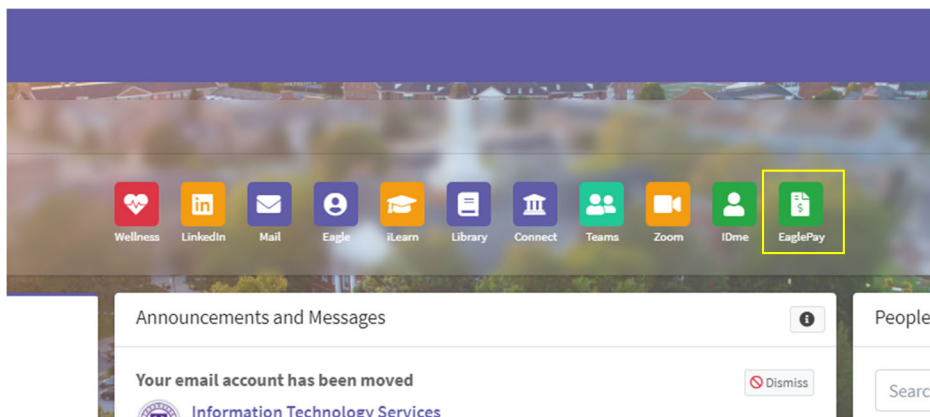 Wellness LinkedIn Mail Eagle iLearn Library Connect Teams Zoom IDme EaglePay
Announcements and Messages
People
Your email account has been moved
Dismiss
Searc
Information Technology Services